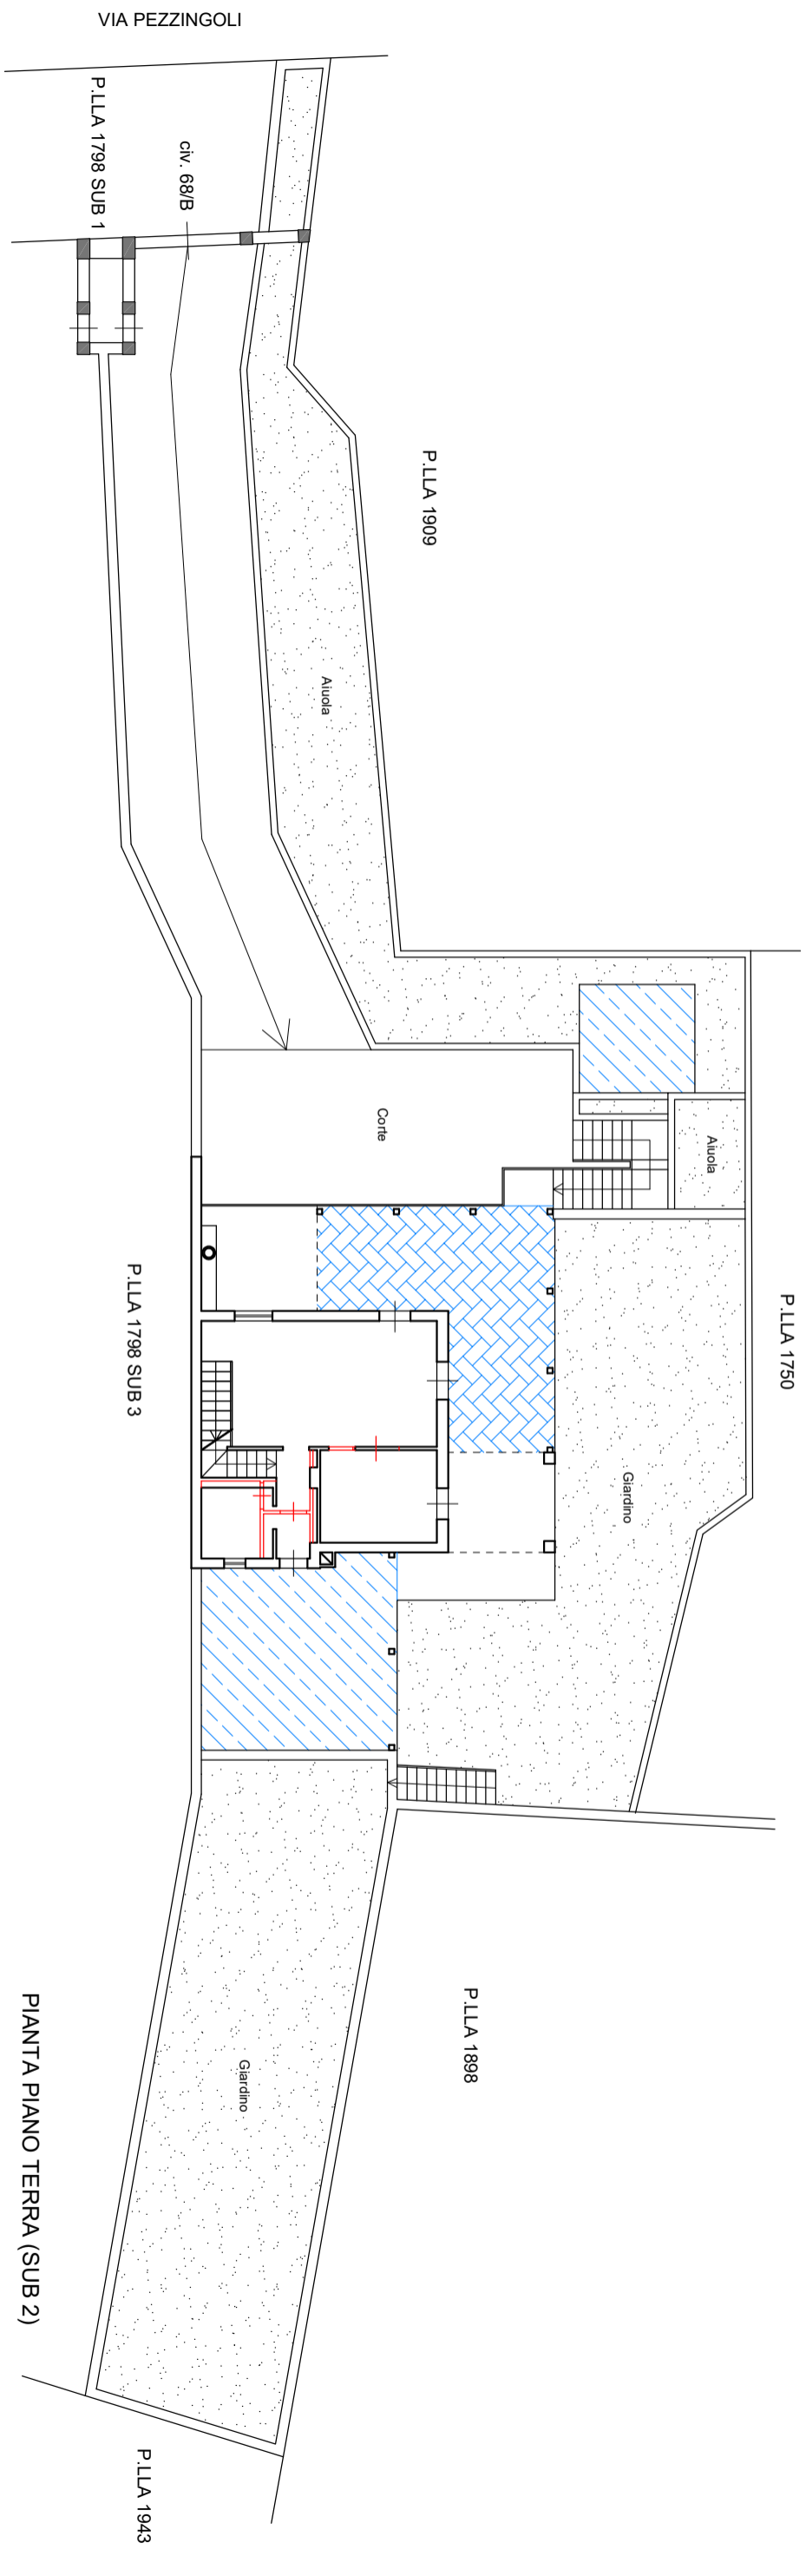 VIA PEZZINGOLI
P.LLA 1798 SUB 1
civ. 68/B
P.LLA 1909
Aiuola
Corte
Aiuola
P.LLA 1750
P.LLA 1798 SUB 3
Giardino
P.LLA 1898
Giardino
PIANTA PIANO TERRA (SUB 2)
P.LLA 1943